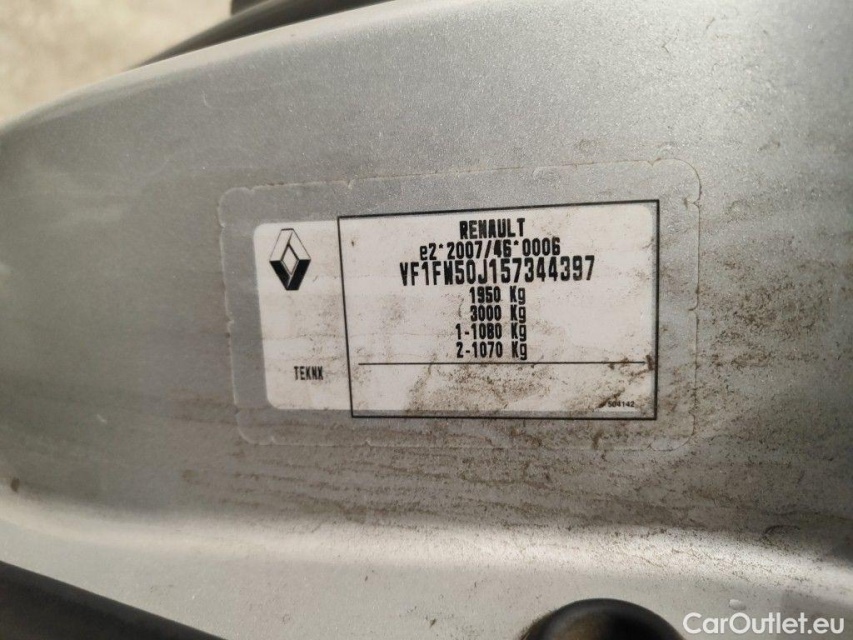 RENAULT
e2*2007/46*0006
VF1FW50J157344397
1950 Kg
3000 Kg
1-1080 Kg
2-1070 Kg
TEKNX
504142
CarOutlet.eu